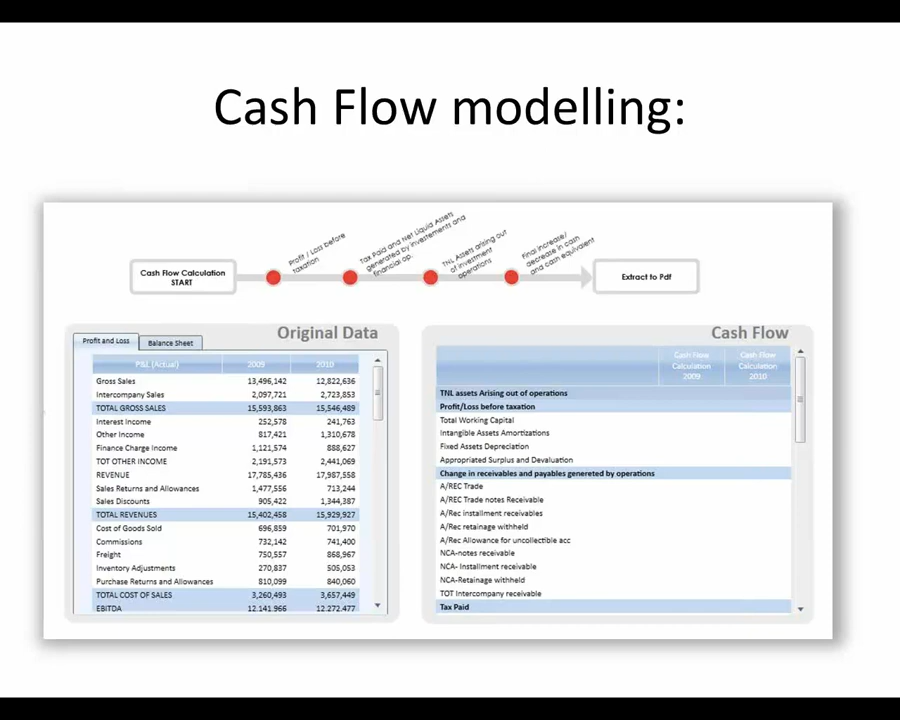 Cash Flow modelling:
Cash Flow Calculation
START
Profit / Loss before
taxation
Tax Paid and Net Liquid Assets
generated by investements and
financial op.
TNL Assets arising out
of investment
operations
Final increase/
decrease in cash
and cash equivalent
Extract to Pdf
Original Data
Profit and Loss
Balance Sheet
P&L (Actual) 2009 2010
Gross Sales 13,496,142 12,822,636
Intercompany Sales 2,097,721 2,723,853
TOTAL GROSS SALES 15,593,863 15,546,489
Interest Income 252,578 241,763
Other Income 817,421 1,310,678
Finance Charge Income 1,121,574 888,627
TOT OTHER INCOME 2,191,573 2,441,069
REVENUE 17,785,436 17,987,558
Sales Returns and Allowances 1,477,556 713,244
Sales Discounts 905,422 1,344,387
TOTAL REVENUES 15,402,458 15,929,927
Cost of Goods Sold 696,859 701,970
Commissions 732,142 741,400
Freight 750,557 868,967
Inventory Adjustments 270,837 505,053
Purchase Returns and Allowances 810,099 840,060
TOTAL COST OF SALES 3,260,493 3,657,449
EBITDA 12,141,966 12,272,477
Cash Flow
Cash Flow
Calculation
2009
Cash Flow
Calculation
2010
TNL assets Arising out of operations
Profit/Loss before taxation
Total Working Capital
Intangible Assets Amortizations
Fixed Assets Depreciation
Appropriated Surplus and Devaluation
Change in receivables and payables genereted by operations
A/REC Trade
A/REC Trade notes Receivable
A/Rec installment receivables
A/Rec retainage withheld
A/Rec Allowance for uncollectible acc
NCA-notes receivable
NCA- Installment receivable
NCA-Retainage withheld
TOT Intercompany receivable
Tax Paid